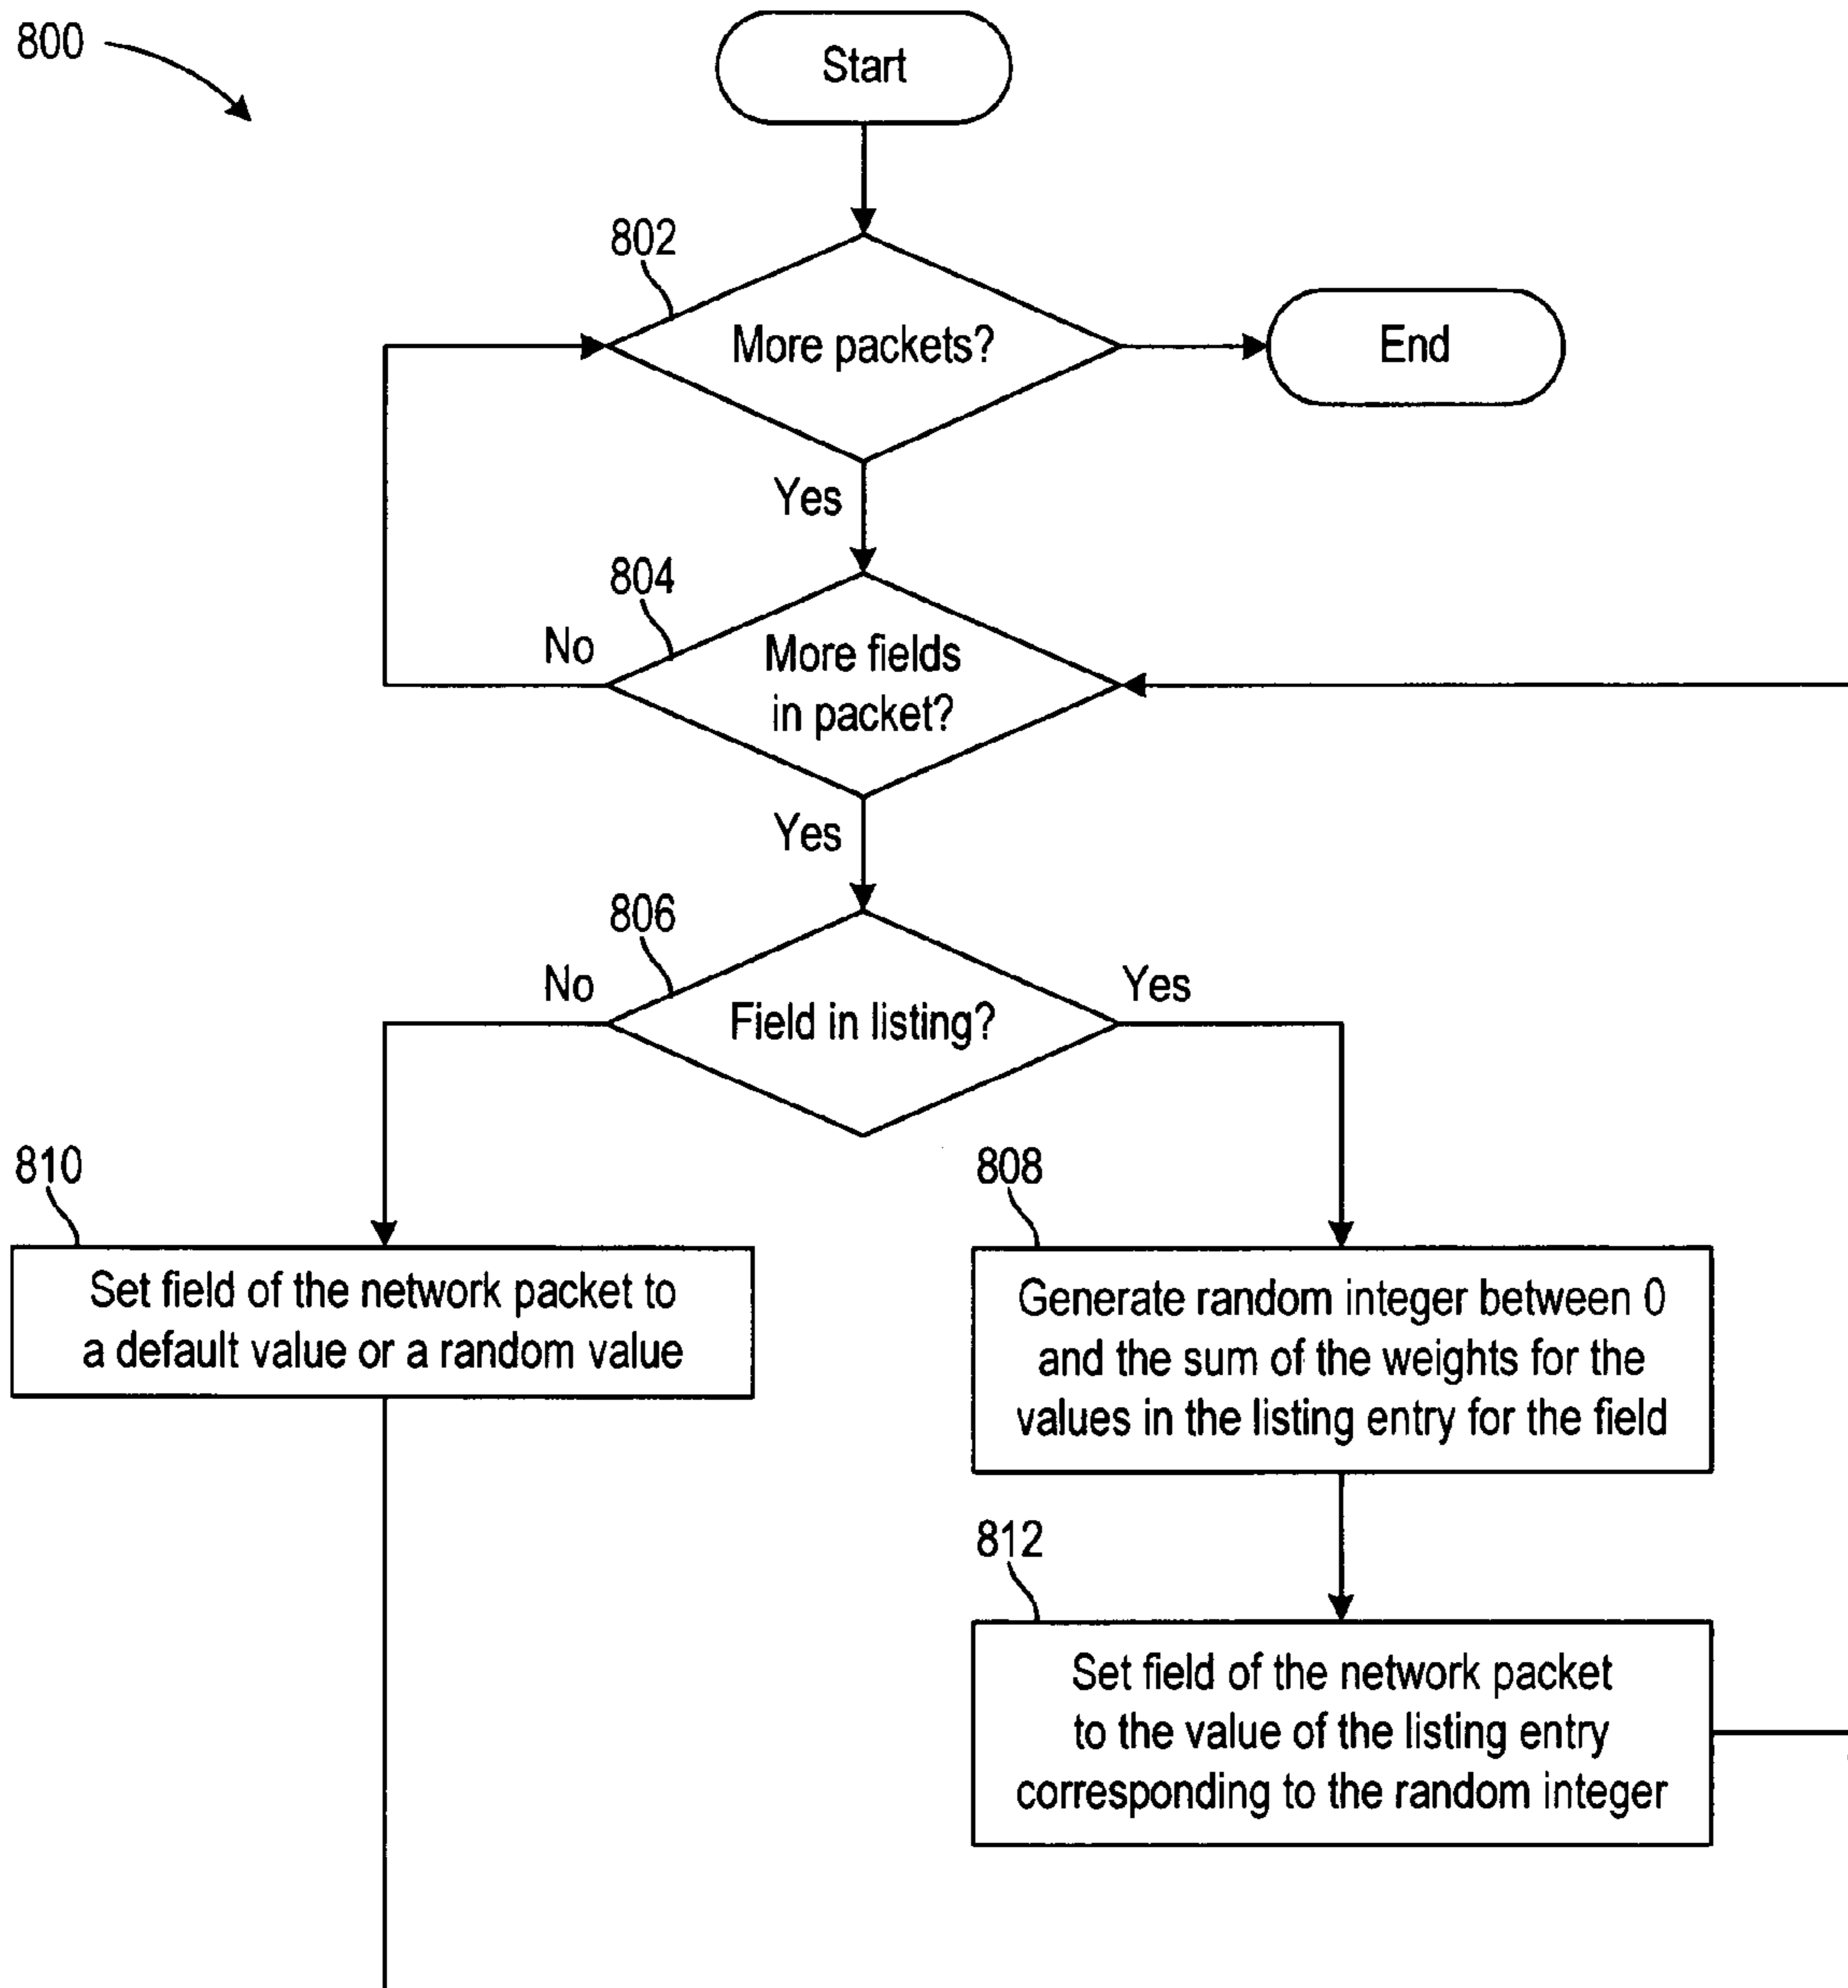 800
Start
802
More packets?
End
Yes
804
No
More fields
in packet?
Yes
806
No
Yes
Field in listing?
810
808
Set field of the network packet to
a default value or a random value
Generate random integer between 0
and the sum of the weights for the
values in the listing entry for the field
812
Set field of the network packet
to the value of the listing entry
corresponding to the random integer